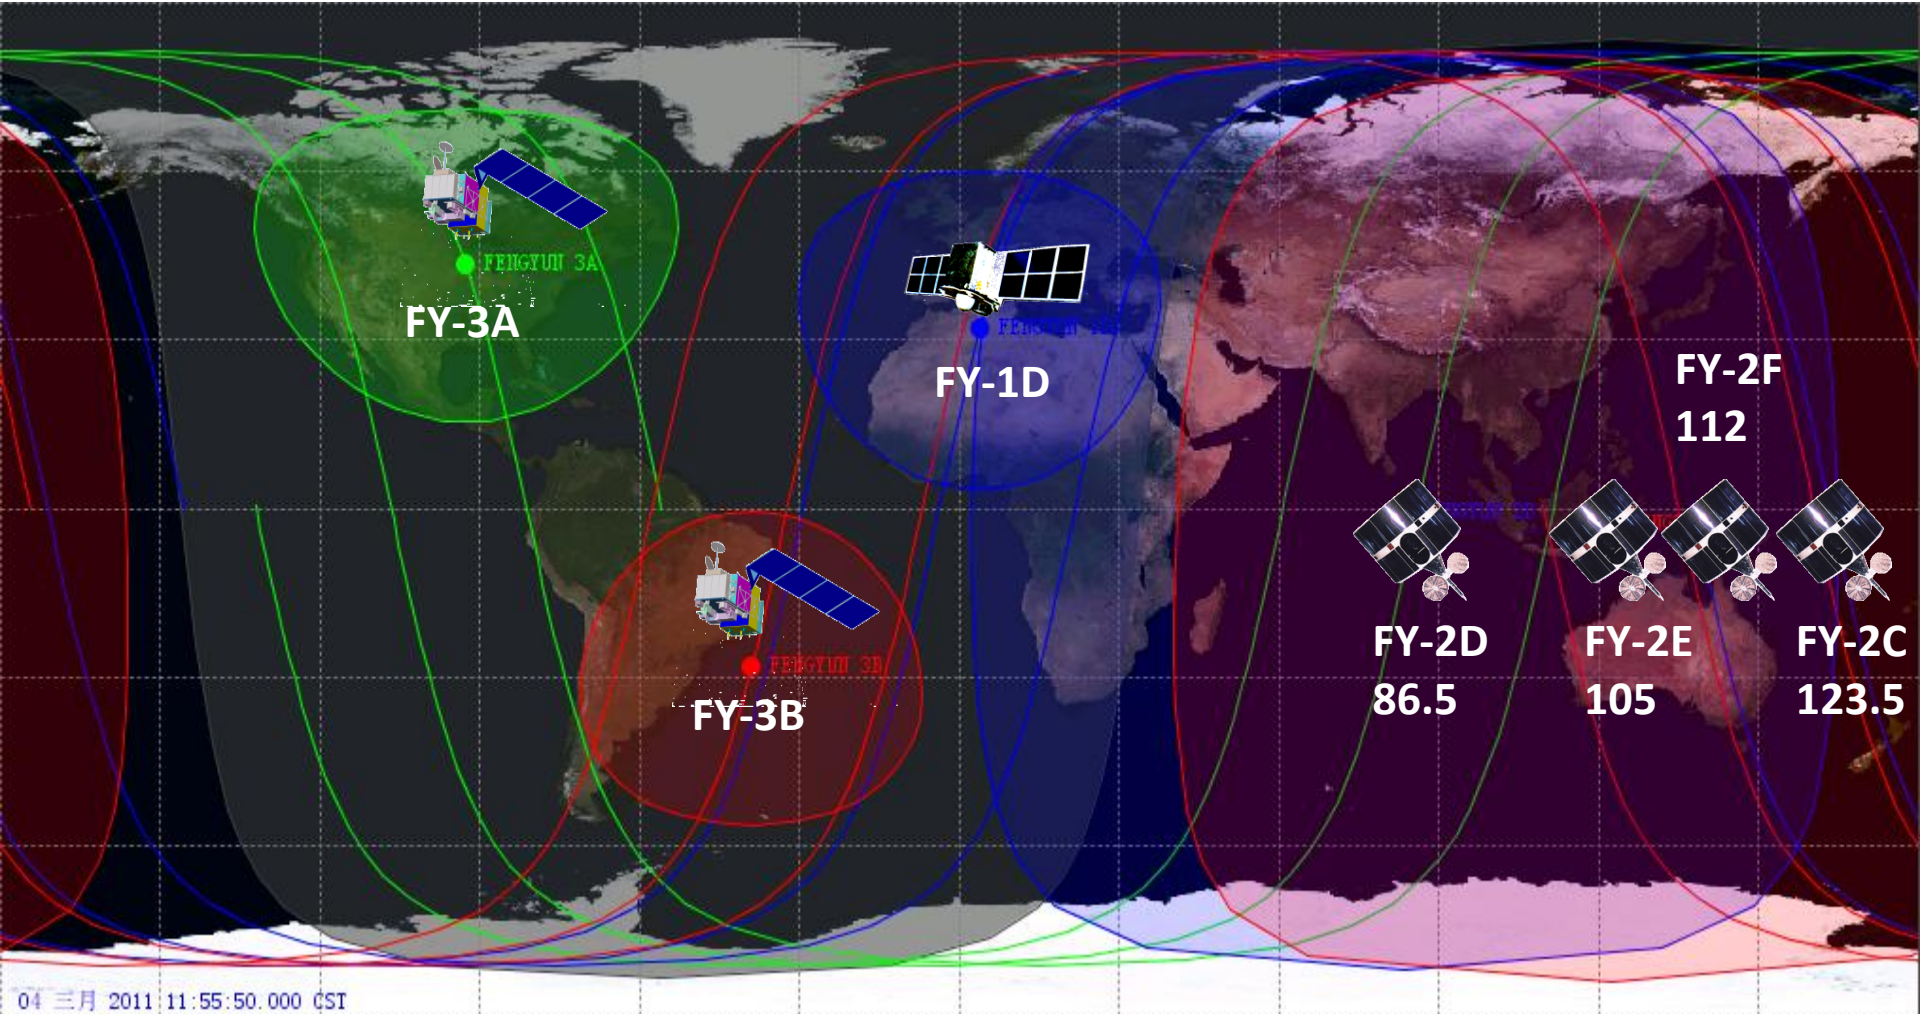 FENGYUN 3A
FY-3A
FY-1D
FY-2F
112
FENGYUN 3B
FY-3B
FY-2D
86.5
FY-2E
105
FY-2C
123.5
04 三月 2011 11:55:50.000 CST